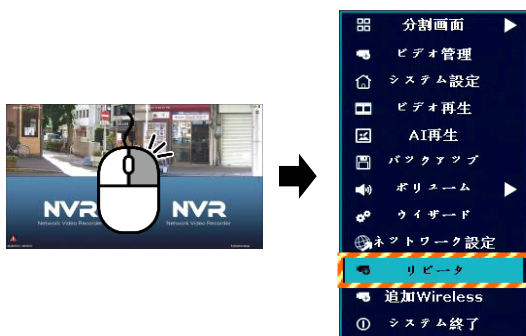 NVR
Network Video Recorder
NVR
Network Video Recorder
分割画面
ビデオ管理
システム設定
ビデオ再生
AI再生
バックアップ
ボリューム
ウィザード
ネットワーク設定
リピータ
追加Wireless
システム終了